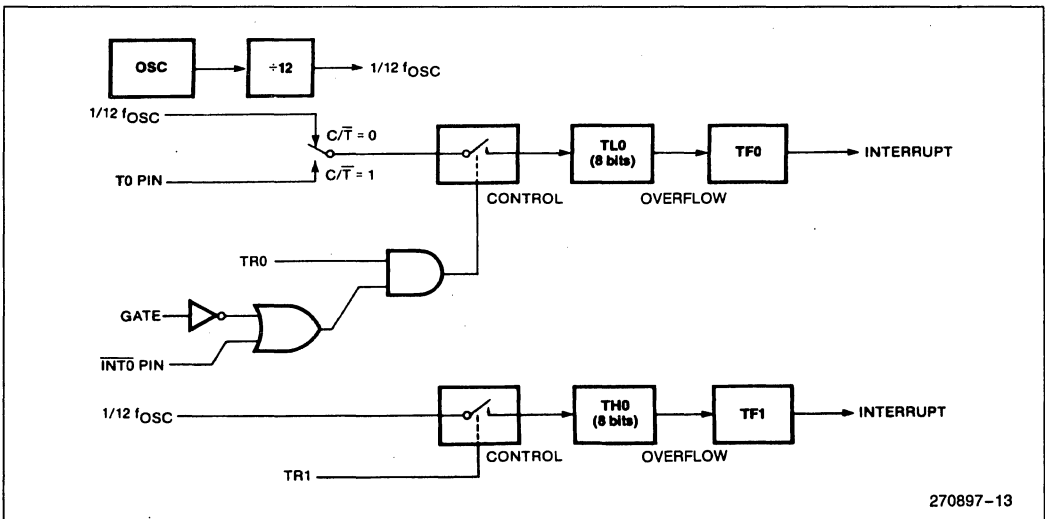 OSC
÷12
1/12 fOSC
1/12 fOSC
C/T̅ = 0
T0 PIN
C/T̅ = 1
CONTROL
TL0
(8 bits)
OVERFLOW
TF0
INTERRUPT
TR0
GATE
I̅N̅T̅0̅ PIN
1/12 fOSC
TR1
CONTROL
TH0
(8 bits)
OVERFLOW
TF1
INTERRUPT
270897-13